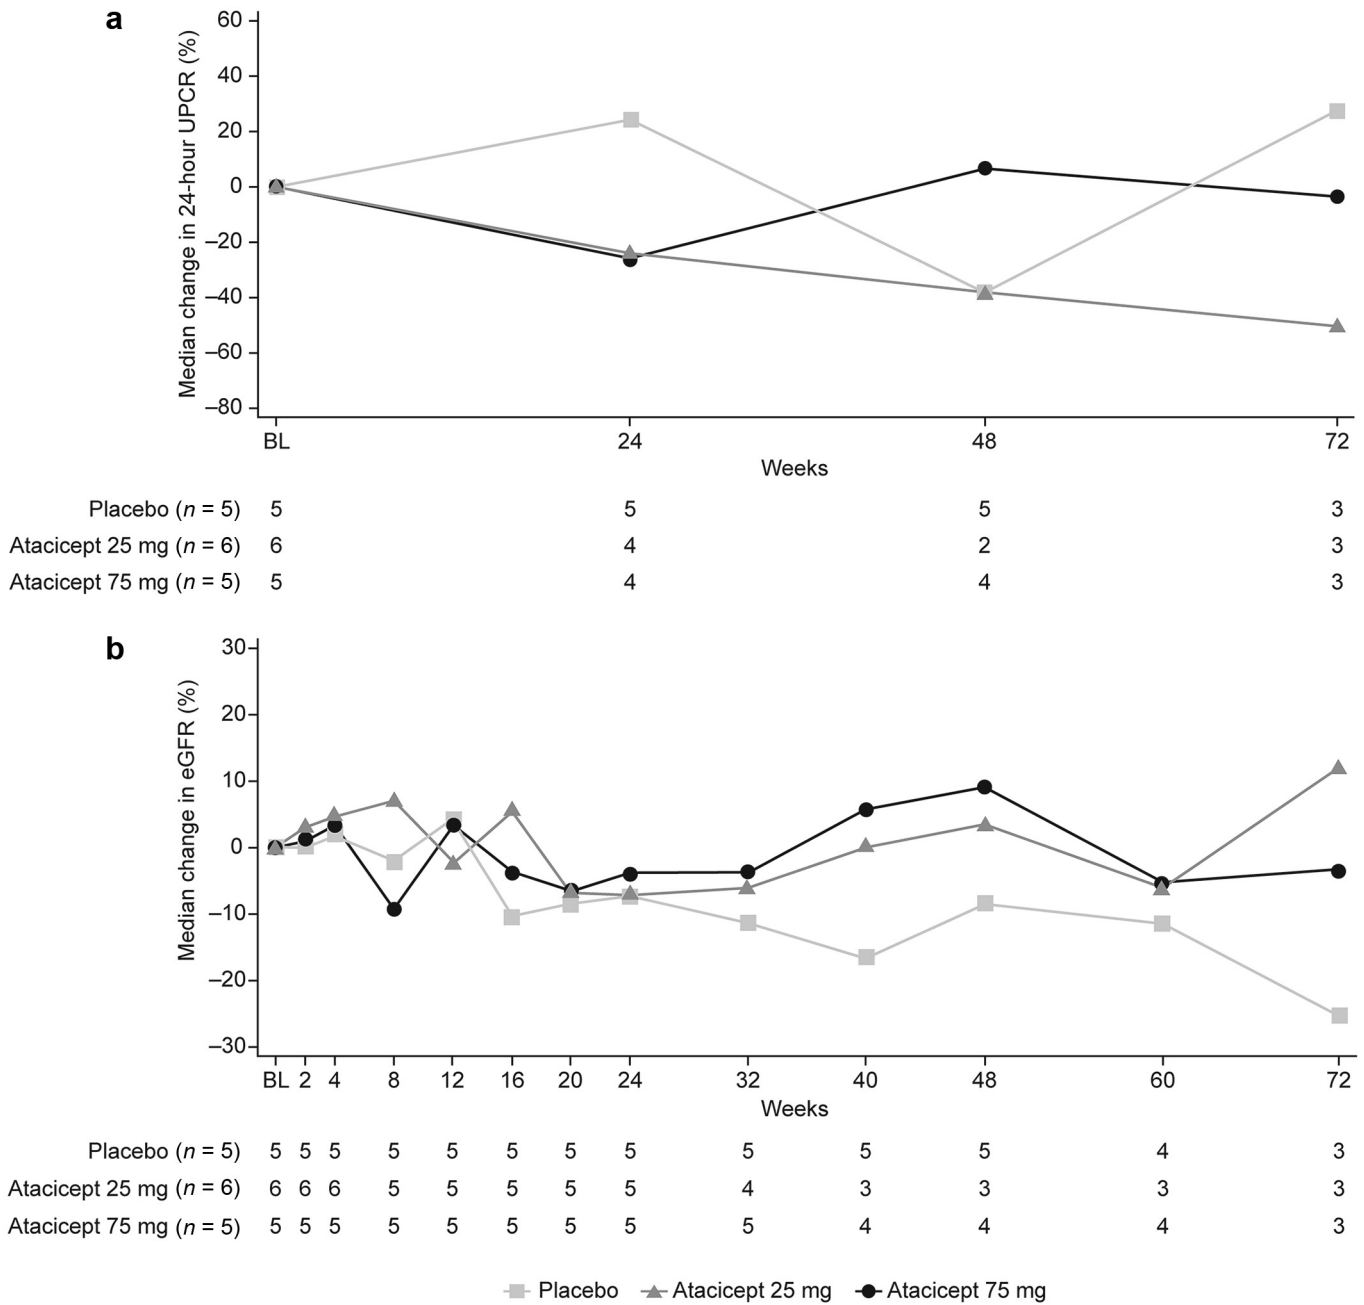 a
Median change in 24-hour UPCR (%)
60
40
20
0
–20
–40
–60
–80
BL 24 48 72
Weeks
Placebo (n = 5) 5 5 5 3
Atacicept 25 mg (n = 6) 6 4 2 3
Atacicept 75 mg (n = 5) 5 4 4 3
b
Median change in eGFR (%)
30
20
10
0
–10
–20
–30
BL 2 4 8 12 16 20 24 32 40 48 60 72
Weeks
Placebo (n = 5) 5 5 5 5 5 5 5 5 5 5 5 4 3
Atacicept 25 mg (n = 6) 6 6 6 5 5 5 5 5 4 3 3 3 3
Atacicept 75 mg (n = 5) 5 5 5 5 5 5 5 5 5 4 4 4 3
Placebo Atacicept 25 mg Atacicept 75 mg